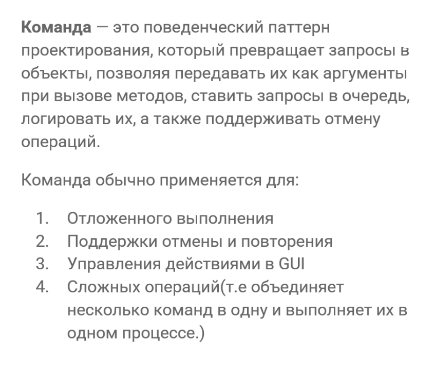 Команда — это поведенческий паттерн
проектирования, который превращает запросы в
объекты, позволяя передавать их как аргументы
при вызове методов, ставить запросы в очередь,
логировать их, а также поддерживать отмену
операций.
Команда обычно применяется для:
1. Отложенного выполнения
2. Поддержки отмены и повторения
3. Управления действиями в GUI
4. Сложных операций(т.е объединяет
несколько команд в одну и выполняет их в
одном процессе.)